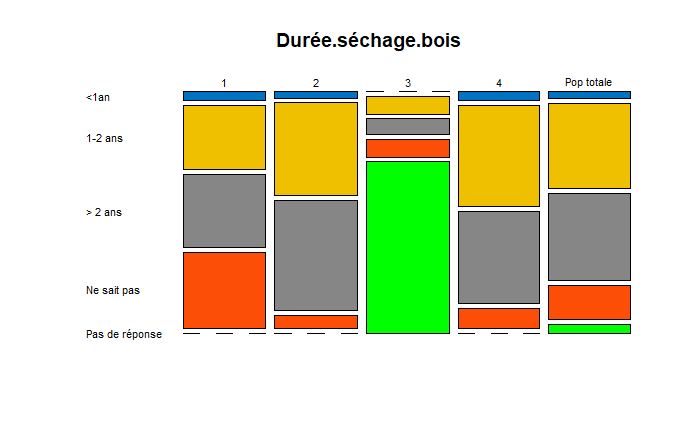 Durée.séchage.bois
1 2 3 4 Pop totale
<1an
1-2 ans
> 2 ans
Ne sait pas
Pas de réponse